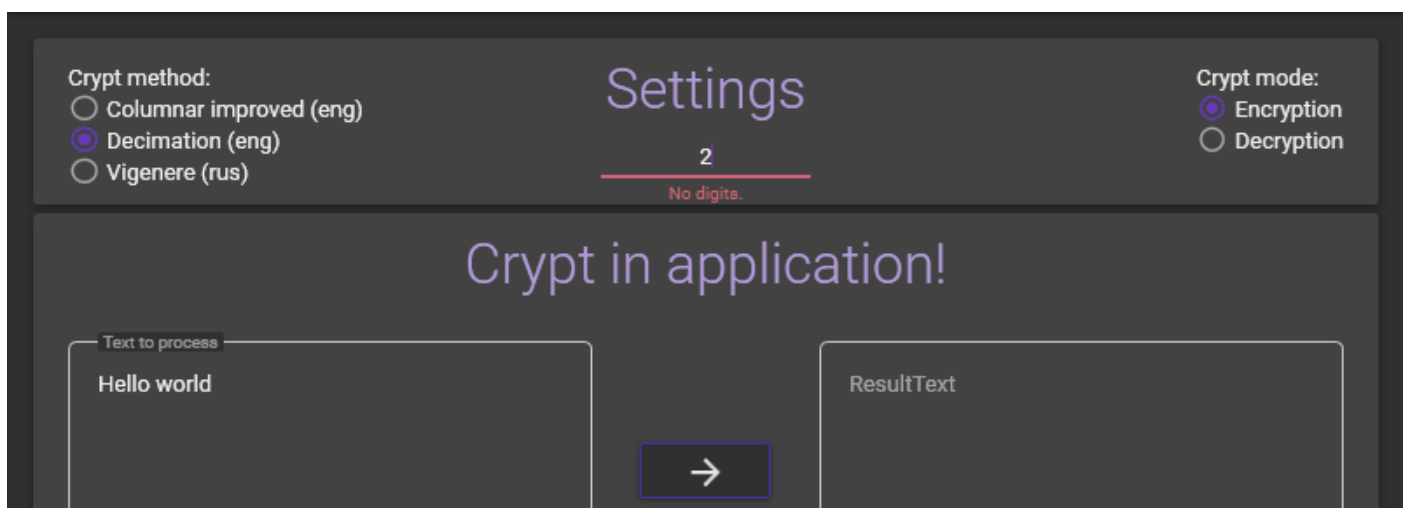 Crypt method:
Columnar improved (eng)
Decimation (eng)
Vigenere (rus)
Settings
2
No digits.
Crypt mode:
Encryption
Decryption
Crypt in application!
Text to process
Hello world
ResultText